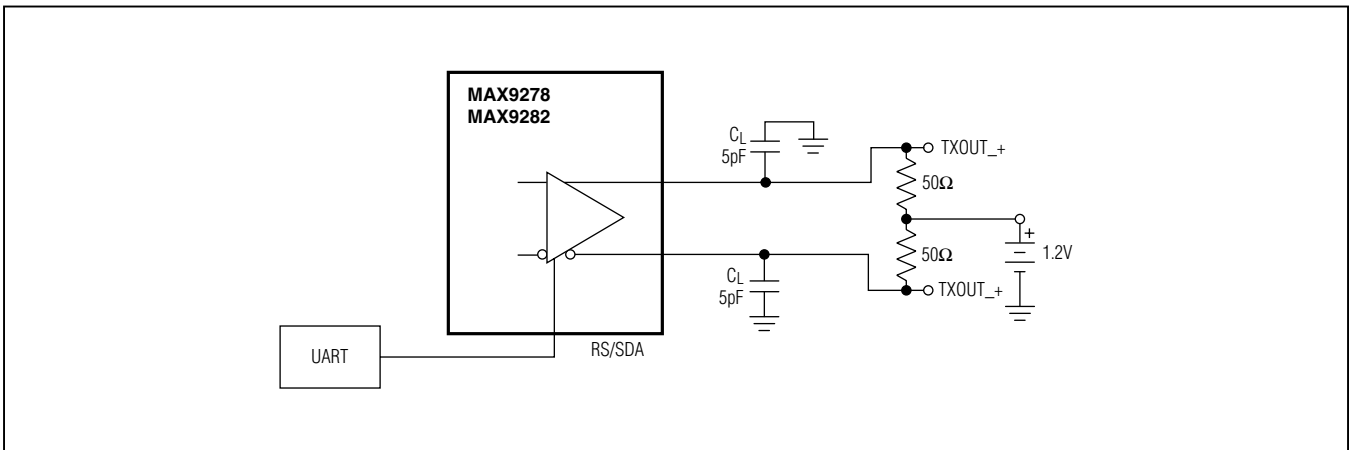 MAX9278
MAX9282
CL
5pF
TXOUT_+
50Ω
+
1.2V
50Ω
CL
5pF
TXOUT_+
RS/SDA
UART